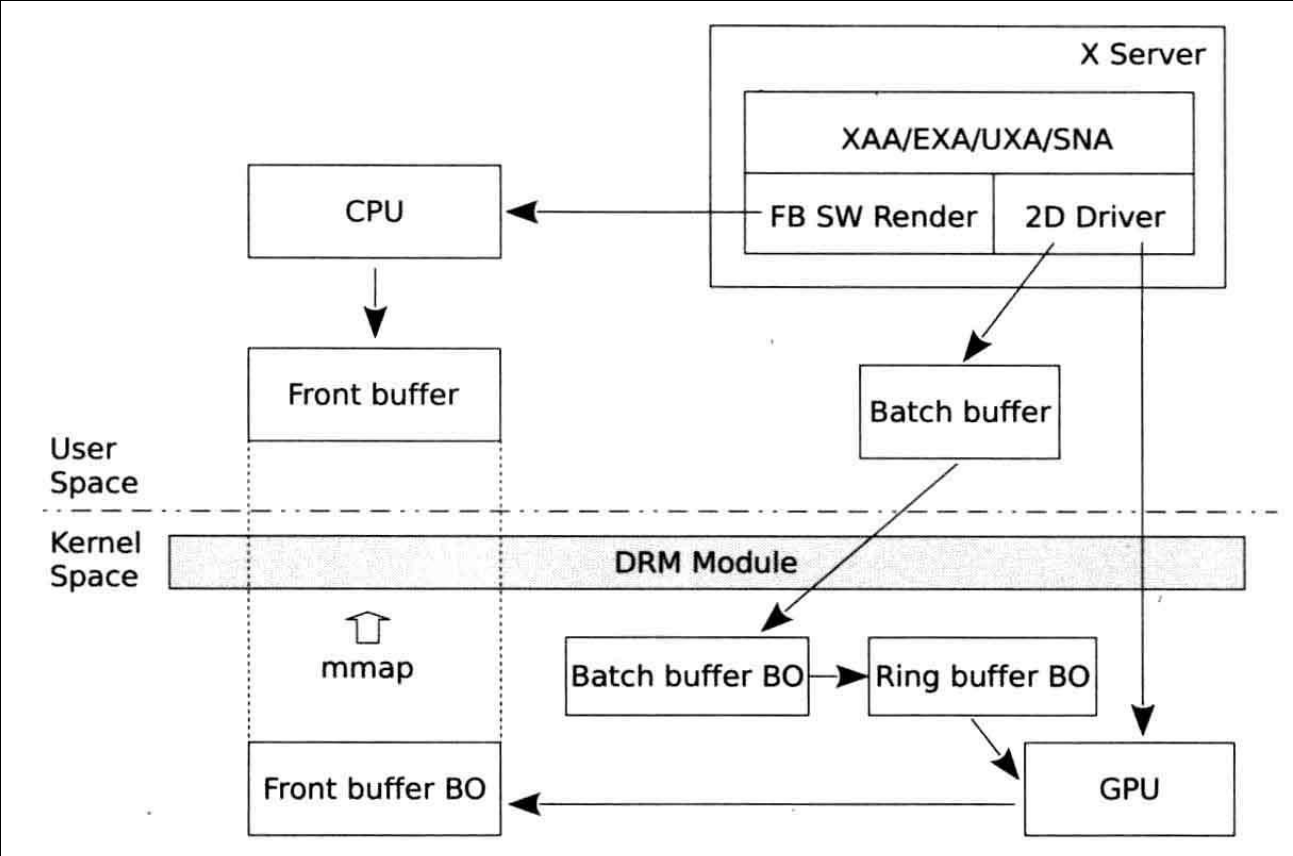 X Server
XAA/EXA/UXA/SNA
CPU
FB SW Render
2D Driver
Front buffer
Batch buffer
User
Space
Kernel
Space
DRM Module
mmap
Batch buffer BO
Ring buffer BO
Front buffer BO
GPU